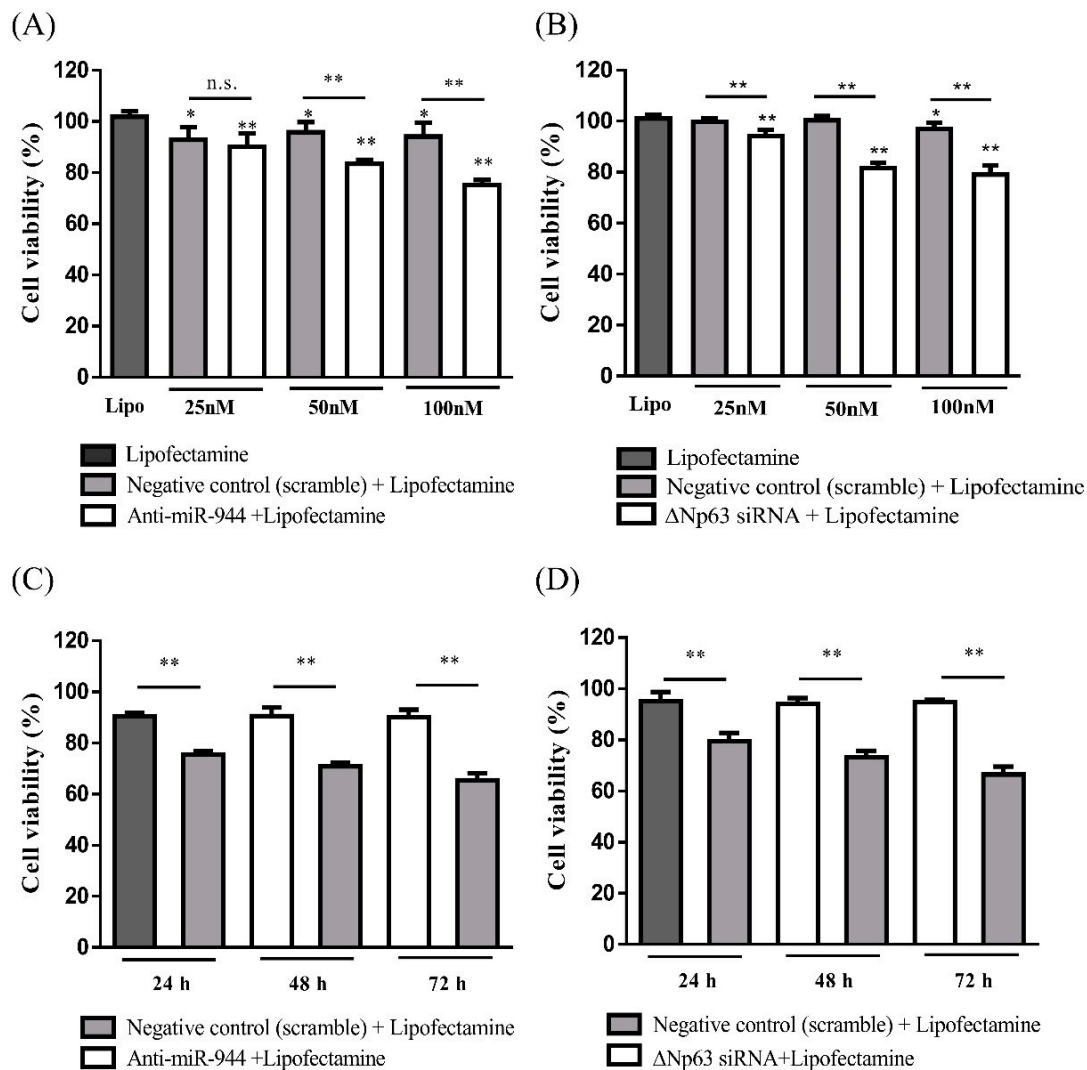 (A)
Cell viability (%)
120
100
80
60
40
20
0
n.s.
**
**
*
**
*
**
*
**
Lipo
25nM
50nM
100nM
Lipofectamine
Negative control (scramble) + Lipofectamine
Anti-miR-944 +Lipofectamine
(B)
Cell viability (%)
120
100
80
60
40
20
0
**
**
**
**
**
*
**
Lipo
25nM
50nM
100nM
Lipofectamine
Negative control (scramble) + Lipofectamine
ΔNp63 siRNA + Lipofectamine
(C)
Cell viability (%)
120
100
80
60
40
20
0
**
**
**
24 h
48 h
72 h
Negative control (scramble) + Lipofectamine
Anti-miR-944 +Lipofectamine
(D)
Cell viability (%)
120
100
80
60
40
20
0
**
**
**
24 h
48 h
72 h
Negative control (scramble) + Lipofectamine
ΔNp63 siRNA+Lipofectamine